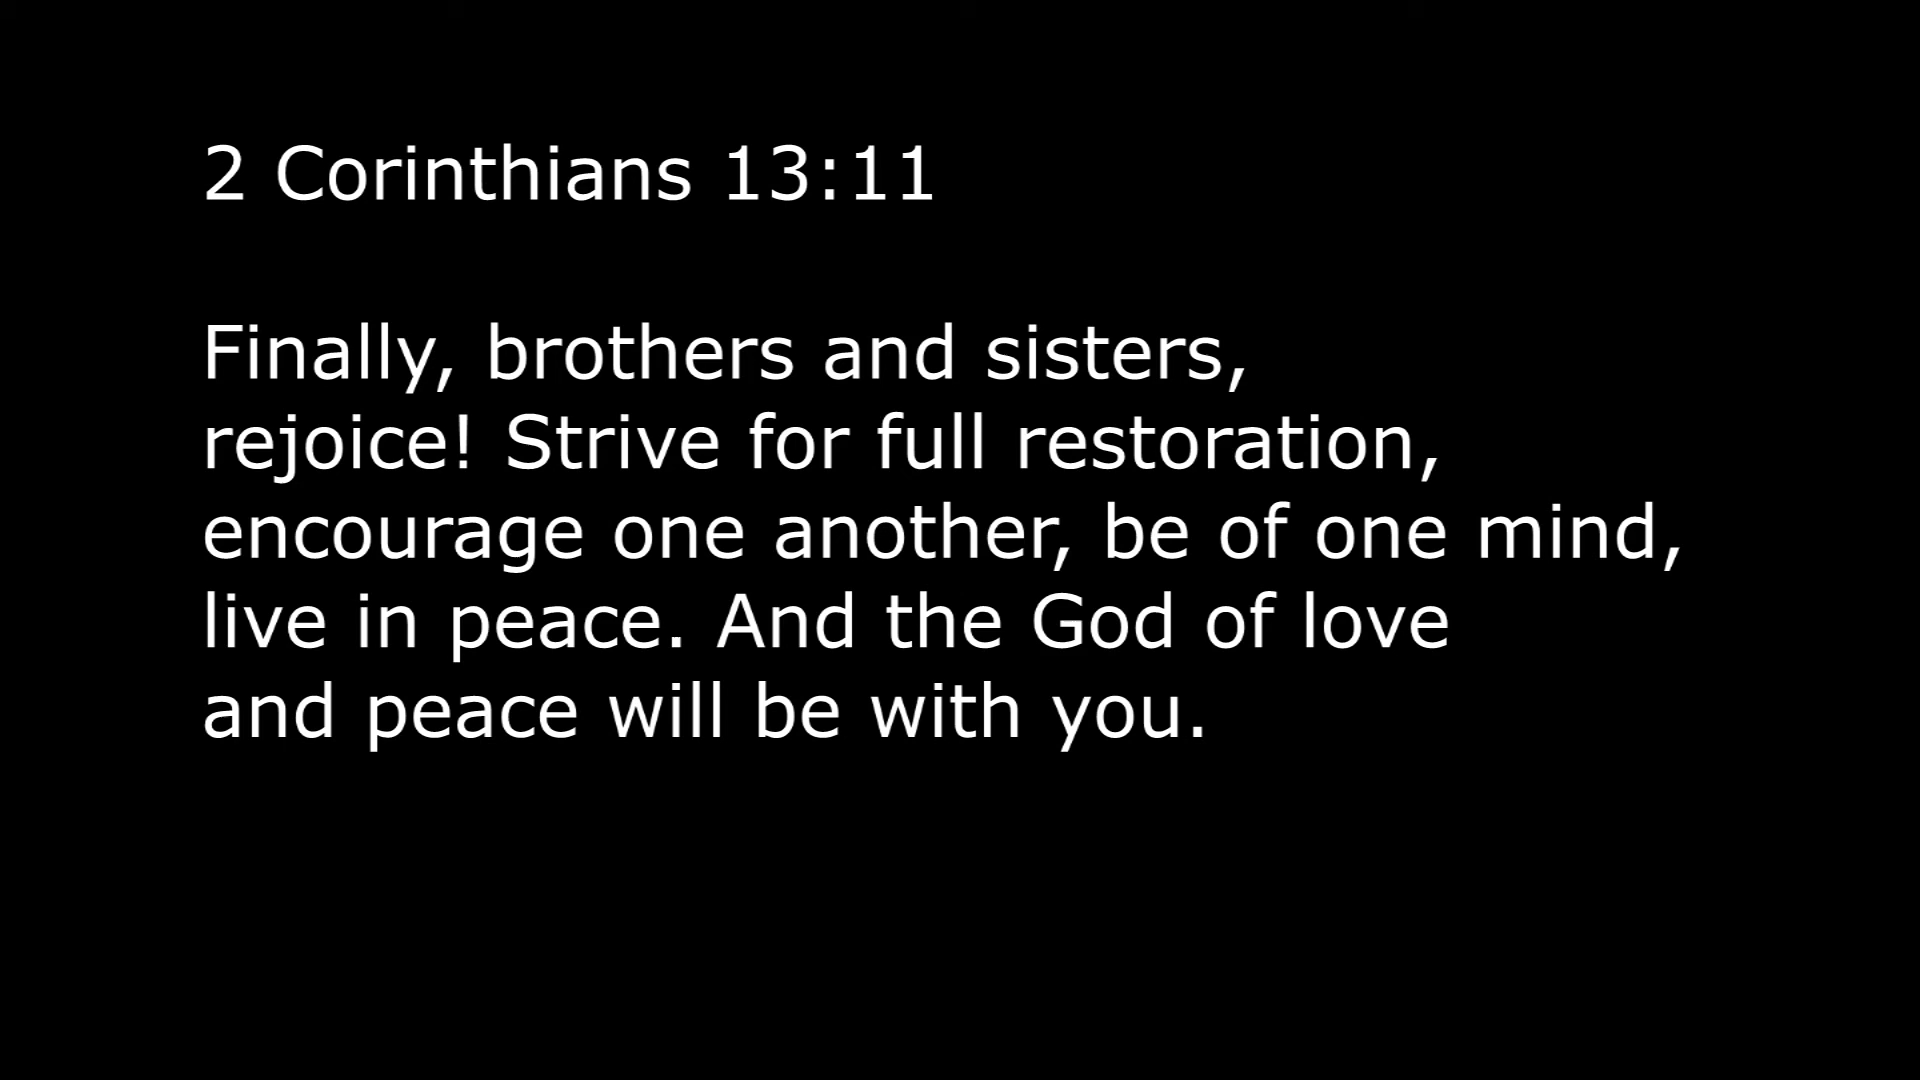 2 Corinthians 13:11
Finally, brothers and sisters,
rejoice! Strive for full restoration,
encourage one another, be of one mind,
live in peace. And the God of love
and peace will be with you.